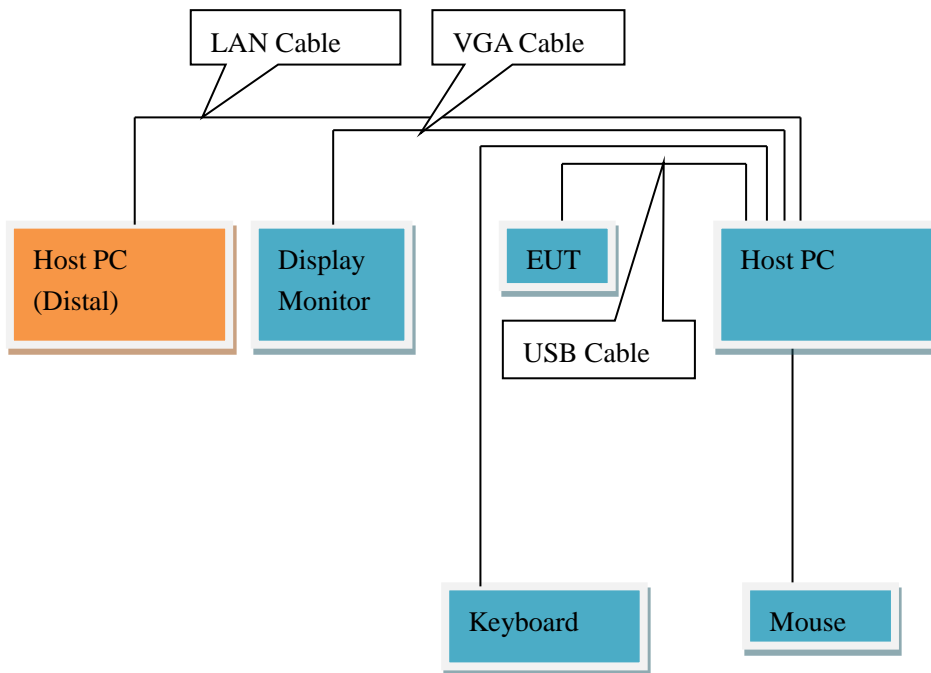 LAN Cable
VGA Cable
Host PC
(Distal)
Display
Monitor
EUT
Host PC
USB Cable
Keyboard
Mouse